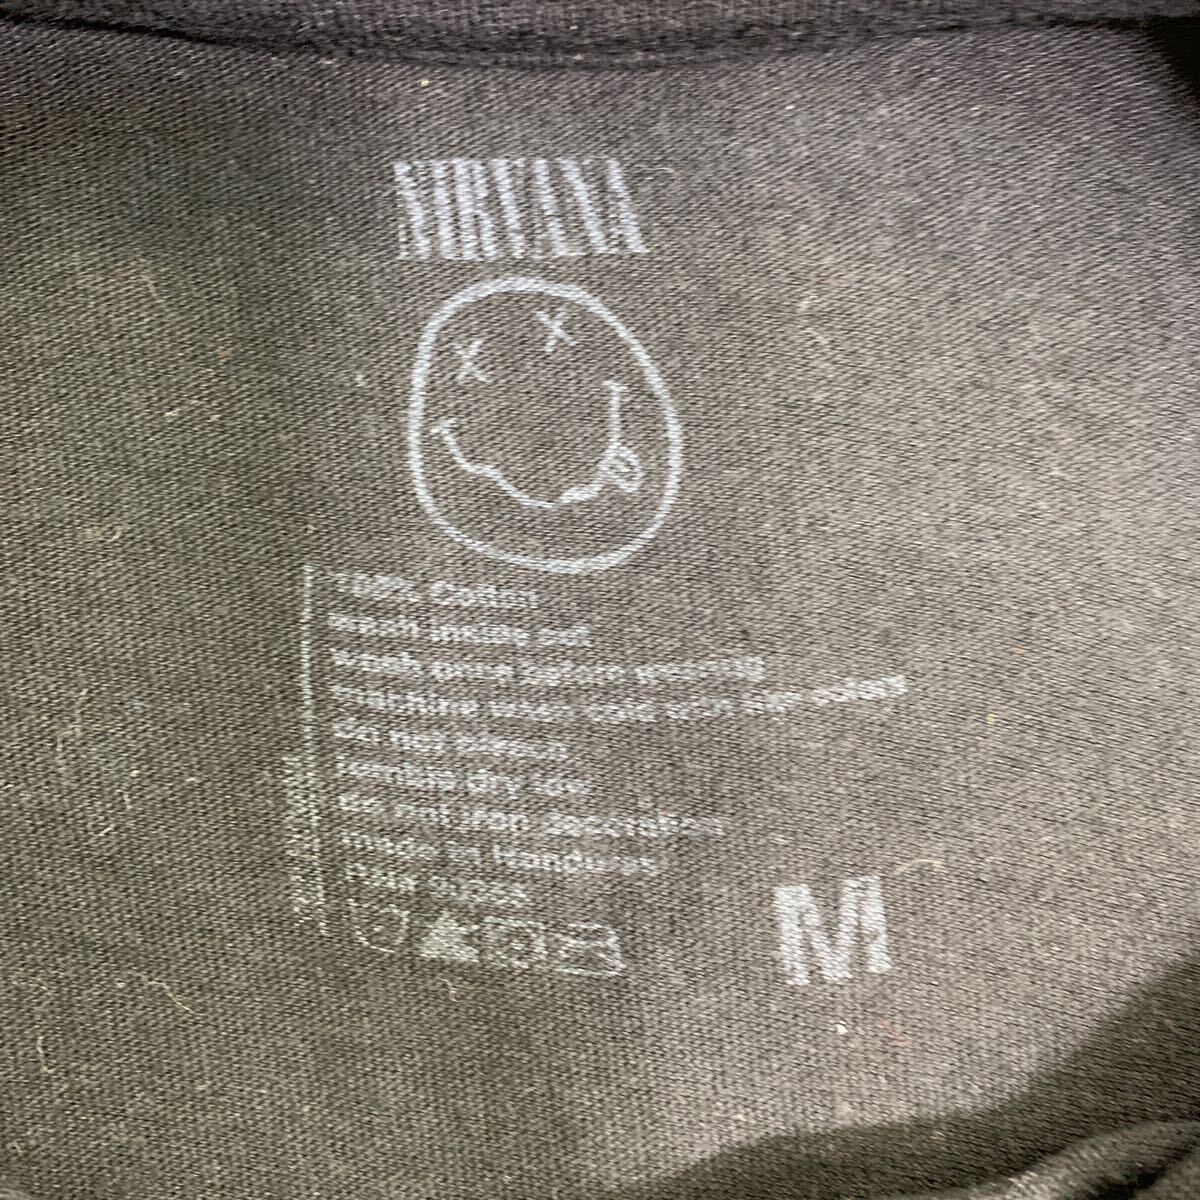 NIRVANA
100% Cotton
wash inside out
wash once before wearing
machine wash cold with like colors
do not bleach
tumble dry low
do not iron decoration
made in Honduras
M